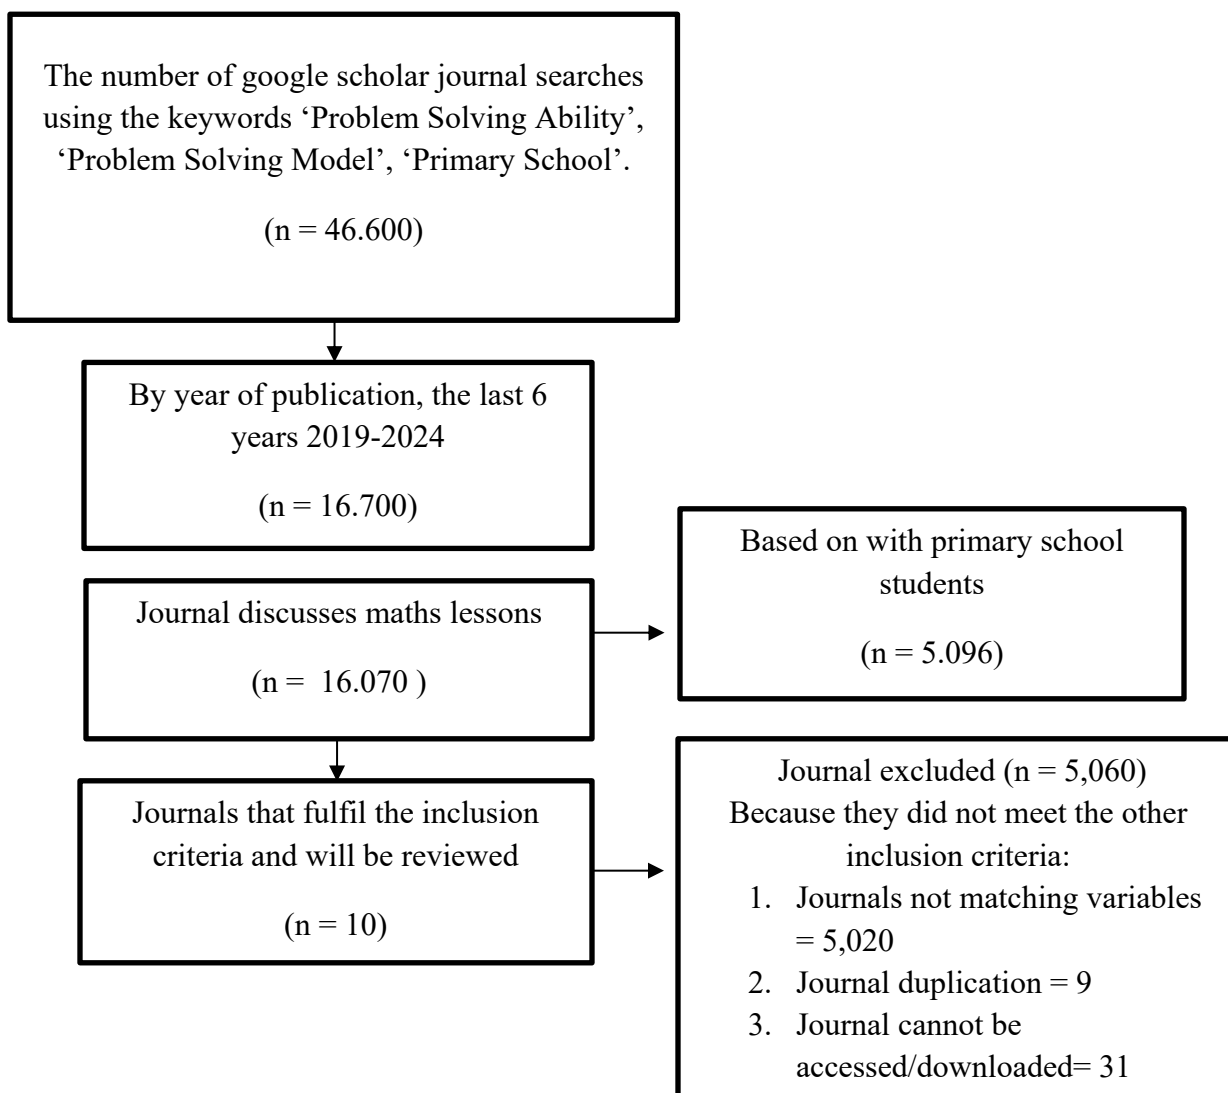 The number of google scholar journal searches
using the keywords ‘Problem Solving Ability’,
‘Problem Solving Model’, ‘Primary School’.
(n = 46.600)
By year of publication, the last 6
years 2019-2024
(n = 16.700)
Journal discusses maths lessons
(n =  16.070 )
Based on with primary school
students
(n = 5.096)
Journals that fulfil the inclusion
criteria and will be reviewed
(n = 10)
Journal excluded (n = 5,060)
Because they did not meet the other
inclusion criteria:
1. Journals not matching variables
= 5,020
2. Journal duplication = 9
3. Journal cannot be
accessed/downloaded= 31